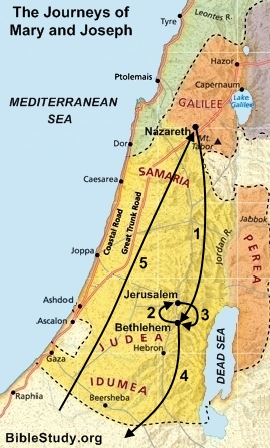 The Journeys of
Mary and Joseph
Tyre
Leontes R.
Hazor
Ptolemais
Capernaum
GALILEE
Lake
Galilee
MEDITERRANEAN
SEA
Nazareth
Mt.
Tabor
Dor
SAMARIA
Caesarea
Coastal Road
Great Trunk Road
1
Jordan R.
Jabbok
PEREA
Joppa
5
Jerusalem
2
3
Bethlehem
Ashdod
Ascalon
JUDEA
Hebron
DEAD SEA
Gaza
4
IDUMEA
Beersheba
Raphia
BibleStudy.org